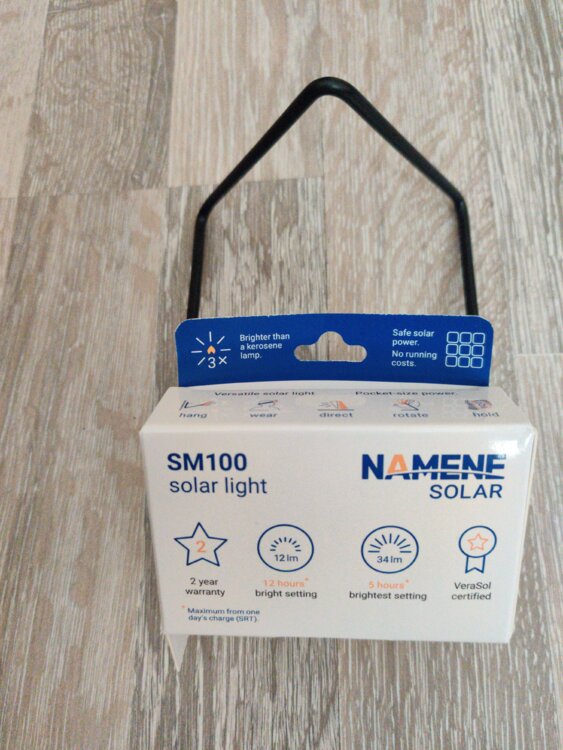 3×
Brighter than
a kerosene
lamp.
Safe solar
power.
No running
costs.
Versatile solar light
Pocket-size power.
hang
wear
direct
rotate
hold
SM100
solar light
NAMENE
SOLAR
2
2 year
warranty
12 lm
12 hours*
bright setting
34 lm
5 hours*
brightest setting
VeraSol
certified
* Maximum from one
day's charge (SRT).